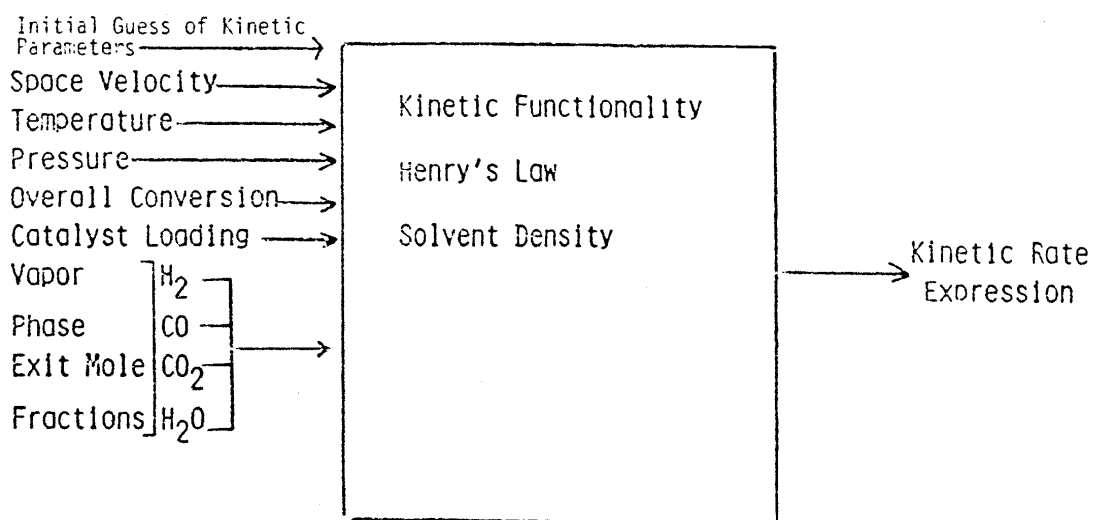 Initial Guess of Kinetic
Parameters
Space Velocity
Temperature
Pressure
Overall Conversion
Catalyst Loading
Vapor
Phase
Exit Mole
Fractions
H2
CO
CO2
H2O
Kinetic Functionality
Henry's Law
Solvent Density
Kinetic Rate
Expression